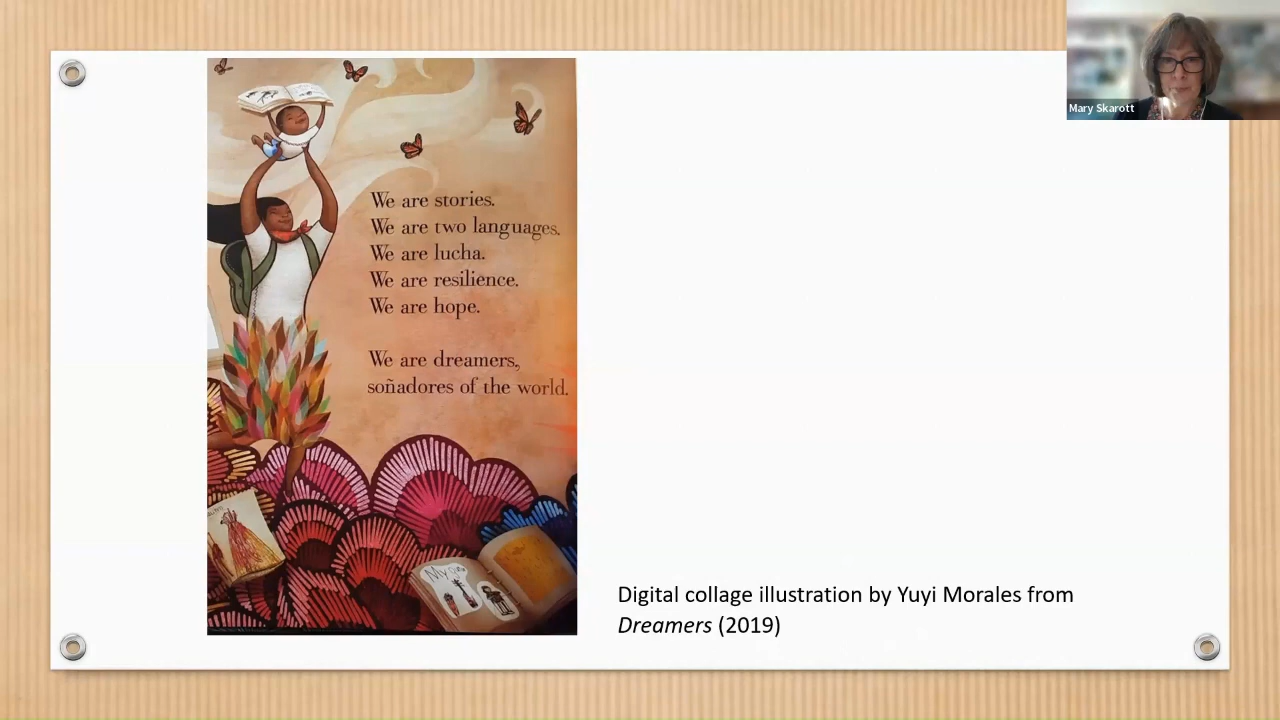 Mary Skarott
We are stories.
We are two languages.
We are lucha.
We are resilience.
We are hope.
We are dreamers,
soñadores of the world.
Digital collage illustration by Yuyi Morales from
Dreamers (2019)